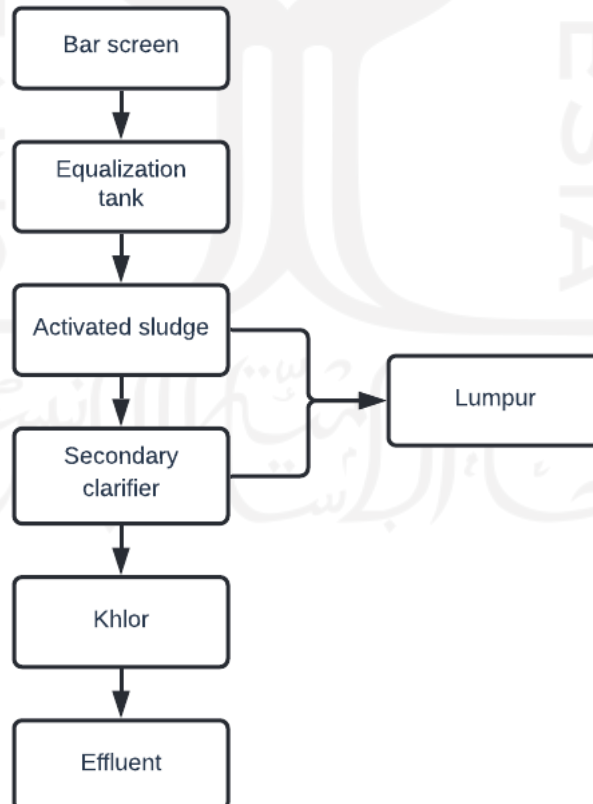 Bar screen
Equalization
tank
Activated sludge
Lumpur
Secondary
clarifier
Khlor
Effluent